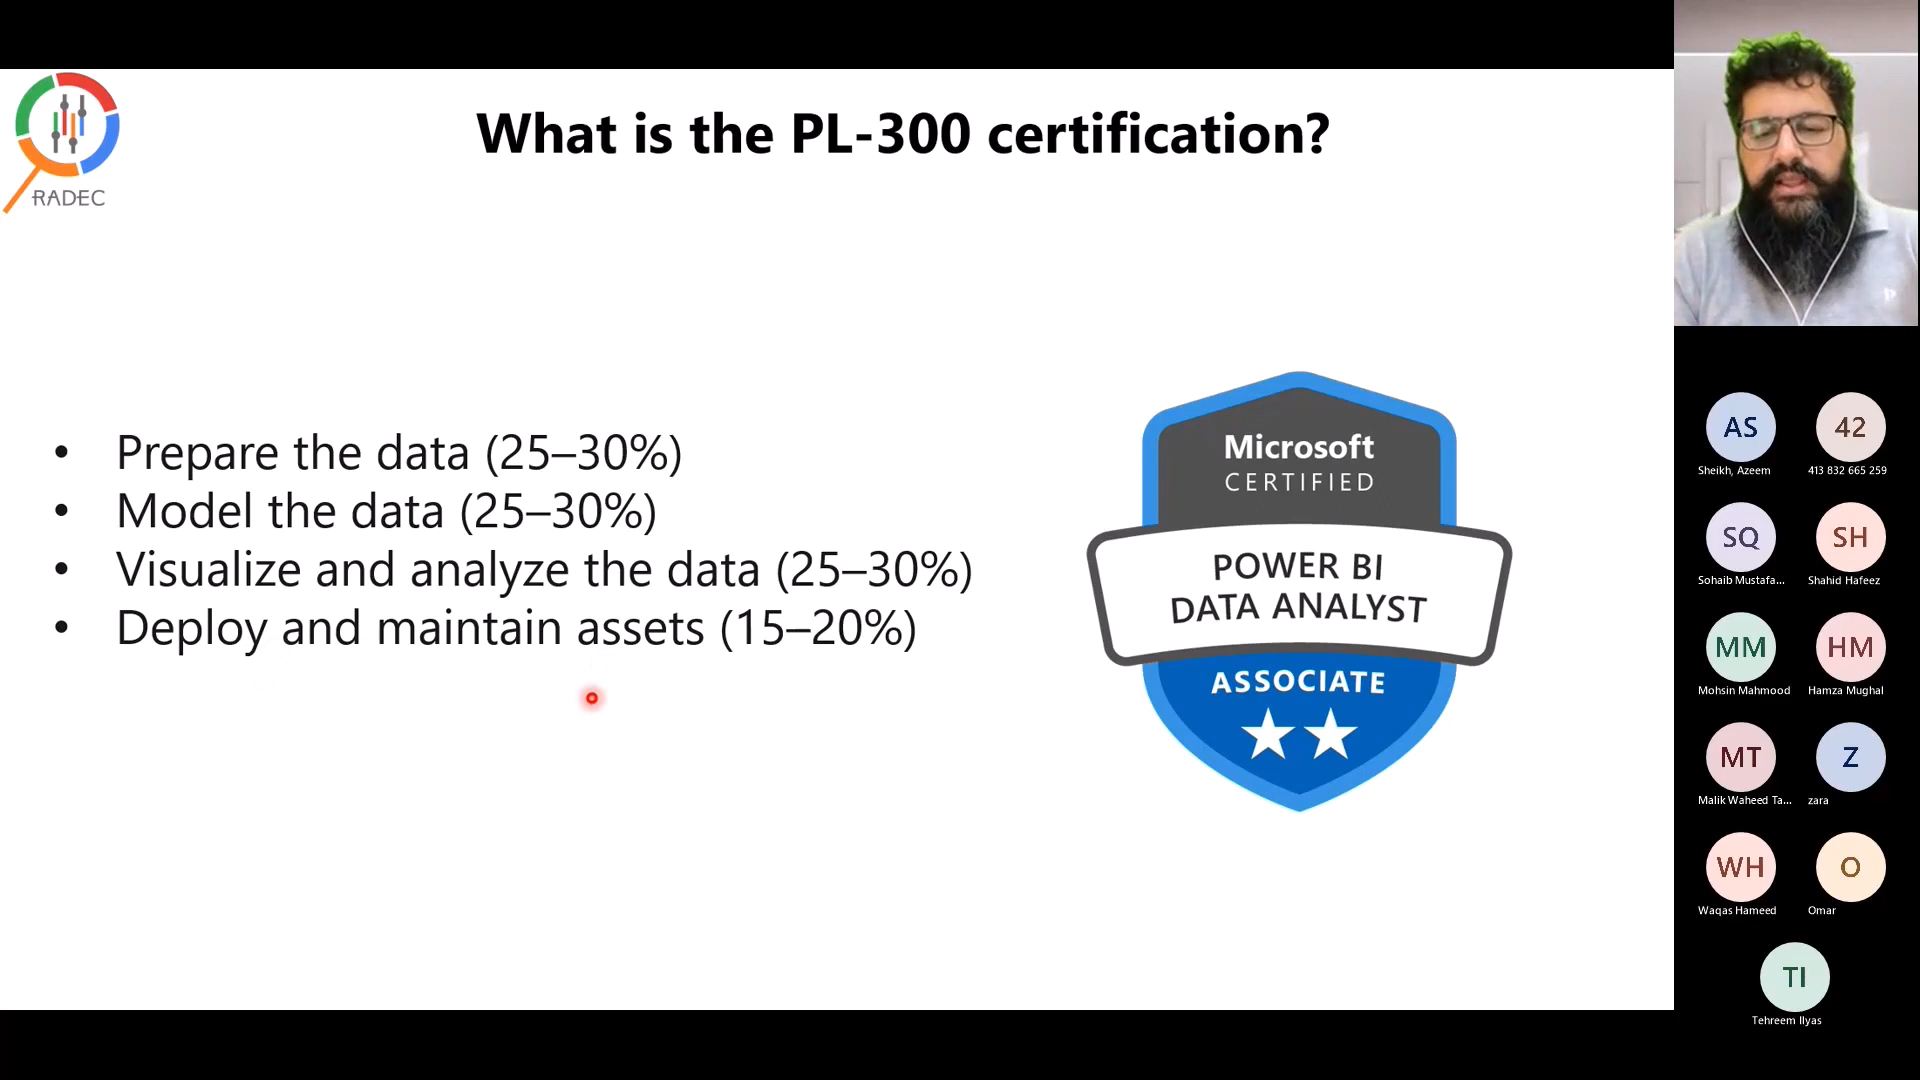 RADEC
What is the PL-300 certification?
• Prepare the data (25–30%)
• Model the data (25–30%)
• Visualize and analyze the data (25–30%)
• Deploy and maintain assets (15–20%)
Microsoft
CERTIFIED
POWER BI
DATA ANALYST
ASSOCIATE
AS
Sheikh, Azeem
42
413 832 665 259
SQ
Sohaib Mustafa...
SH
Shahid Hafeez
MM
Mohsin Mahmood
HM
Hamza Mughal
MT
Malik Waheed Ta...
Z
zara
WH
Waqas Hameed
O
Omar
TI
Tehreem Ilyas